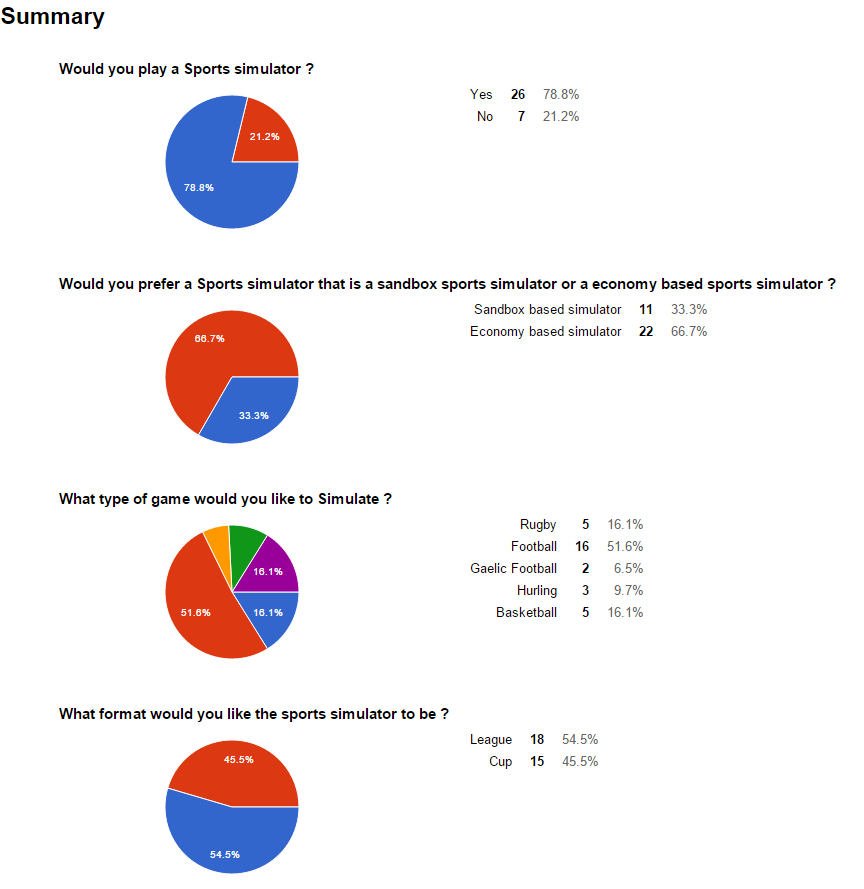 Summary
Would you play a Sports simulator ?
Yes 26 78.8%
No 7 21.2%
21.2%
78.8%
Would you prefer a Sports simulator that is a sandbox sports simulator or a economy based sports simulator ?
Sandbox based simulator 11 33.3%
Economy based simulator 22 66.7%
66.7%
33.3%
What type of game would you like to Simulate ?
Rugby 5 16.1%
Football 16 51.6%
Gaelic Football 2 6.5%
Hurling 3 9.7%
Basketball 5 16.1%
16.1%
51.6%
16.1%
What format would you like the sports simulator to be ?
League 18 54.5%
Cup 15 45.5%
45.5%
54.5%